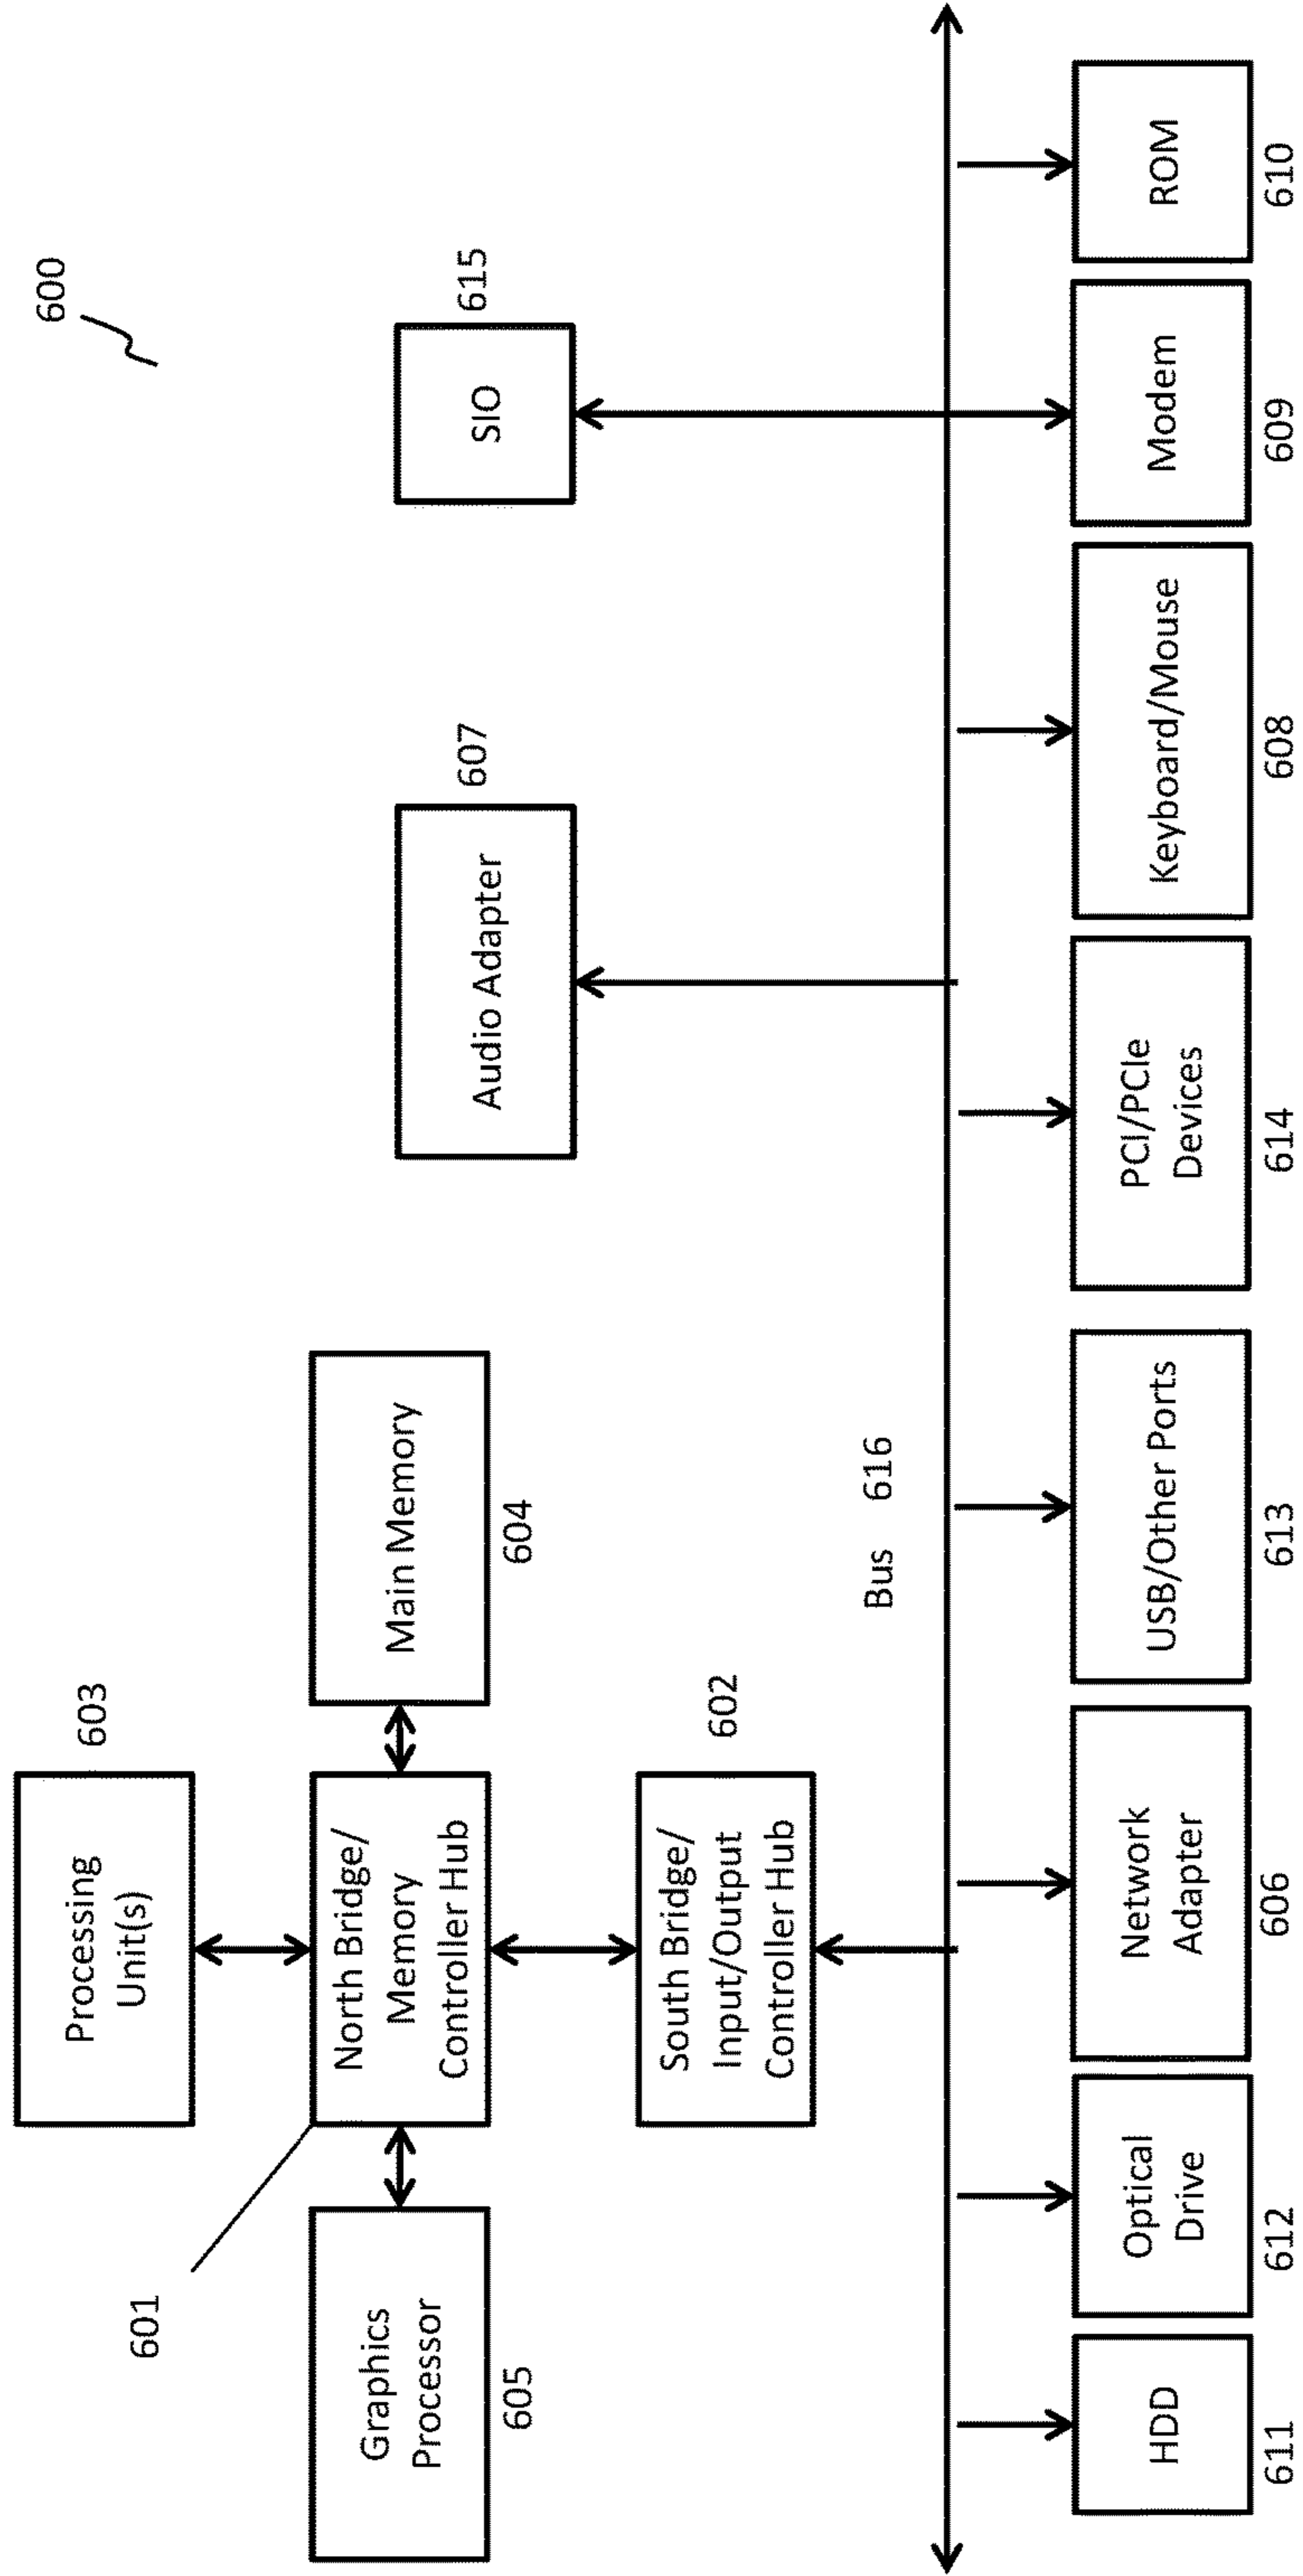 600
603
Processing
Unit(s)
601
Graphics
Processor
605
North Bridge/
Memory
Controller Hub
Main Memory
604
Audio Adapter
607
SIO
615
South Bridge/
Input/Output
Controller Hub
602
Bus 616
HDD
611
Optical
Drive
612
Network
Adapter
606
USB/Other Ports
613
PCI/PCIe
Devices
614
Keyboard/Mouse
608
Modem
609
ROM
610